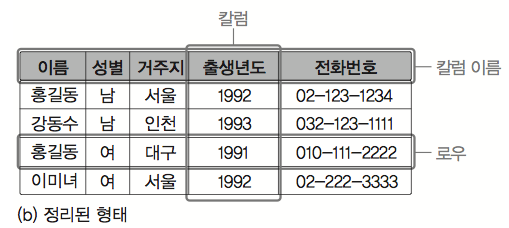 칼럼
이름 성별 거주지 출생년도 전화번호 칼럼 이름
홍길동 남 서울 1992 02-123-1234
강동수 남 인천 1993 032-123-1111
홍길동 여 대구 1991 010-111-2222 로우
이미녀 여 서울 1992 02-222-3333
(b) 정리된 형태